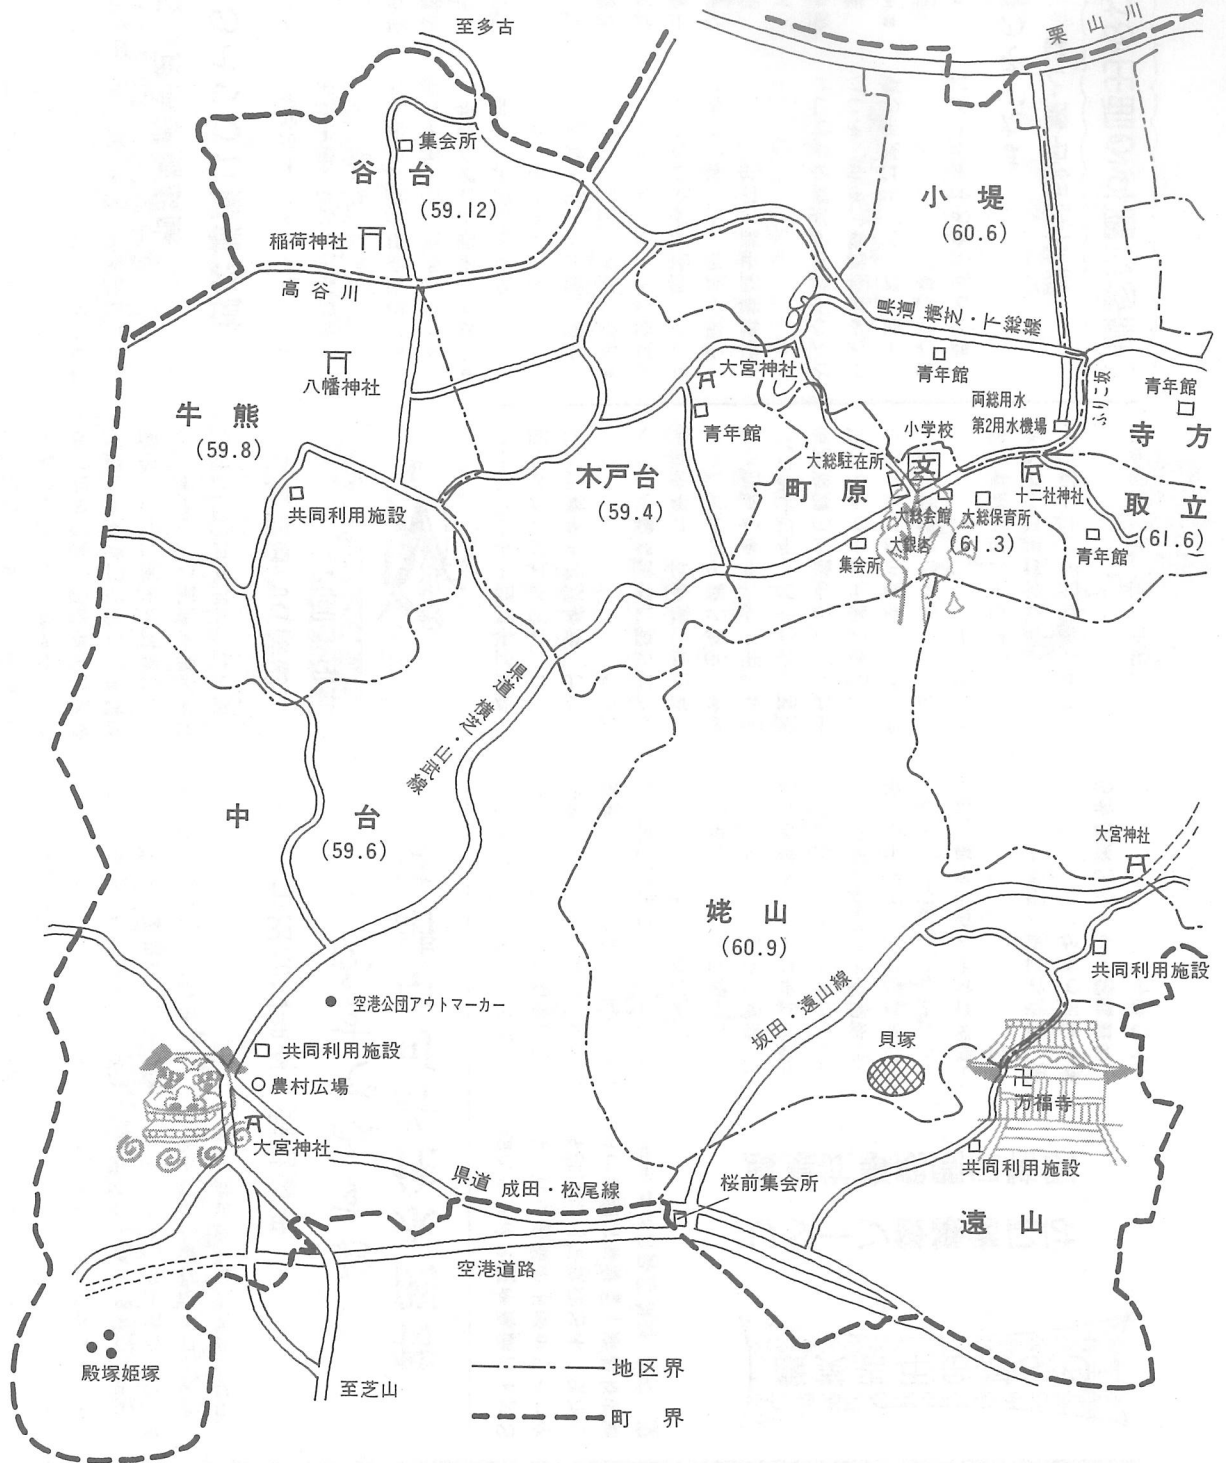 至多古
栗山川
集会所
谷台
(59.12)
小堤
(60.6)
稲荷神社
高谷川
県道 横芝・下総線
八幡神社
大宮神社
青年館
ふりこ坂
青年館
両総用水
第2用水機場
牛熊
(59.8)
青年館
小学校
寺方
木戸台
(59.4)
大総駐在所
文
町原
十二社神社
取立
共同利用施設
大総会館
大総保育所
(61.6)
集会所
大銀杏
(61.3)
青年館
県道 横芝・山武線
中台
(59.6)
大宮神社
姥山
(60.9)
共同利用施設
空港公団アウトマーカー
坂田・遠山線
貝塚
共同利用施設
農村広場
卍
万福寺
大宮神社
共同利用施設
県道 成田・松尾線
桜前集会所
遠山
空港道路
殿塚姫塚
地区界
至芝山
町界